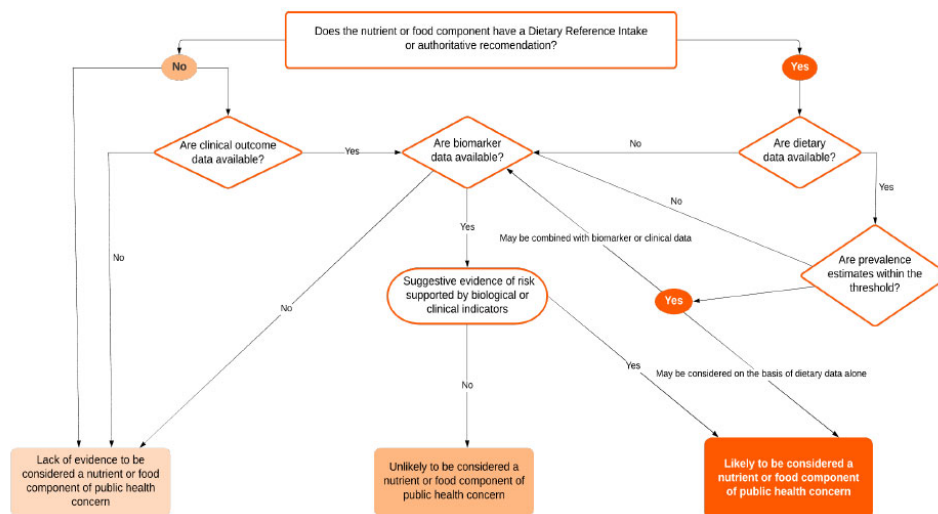 Does the nutrient or food component have a Dietary Reference Intake
or authoritative recomendation?
No
Yes
Are clinical outcome
data available?
Yes
Are biomarker
data available?
No
Are dietary
data available?
Yes
No
Yes
May be combined with biomarker or clinical data
Are prevalence
estimates within the
threshold?
No
Suggestive evidence of risk
supported by biological or
clinical indicators
Yes
No
Yes
May be considered on the basis of dietary data alone
No
Lack of evidence to be
considered a nutrient or food
component of public health
concern
Unlikely to be considered a
nutrient or food component of
public health concern
Likely to be considered a
nutrient or food component
of public health concern